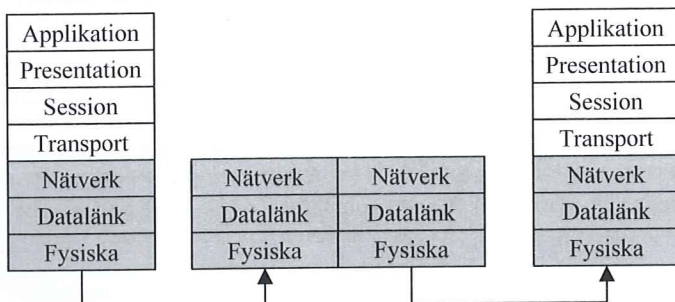 Applikation
Presentation
Session
Transport
Nätverk
Datalänk
Fysiska
Nätverk
Datalänk
Fysiska
Nätverk
Datalänk
Fysiska
Applikation
Presentation
Session
Transport
Nätverk
Datalänk
Fysiska